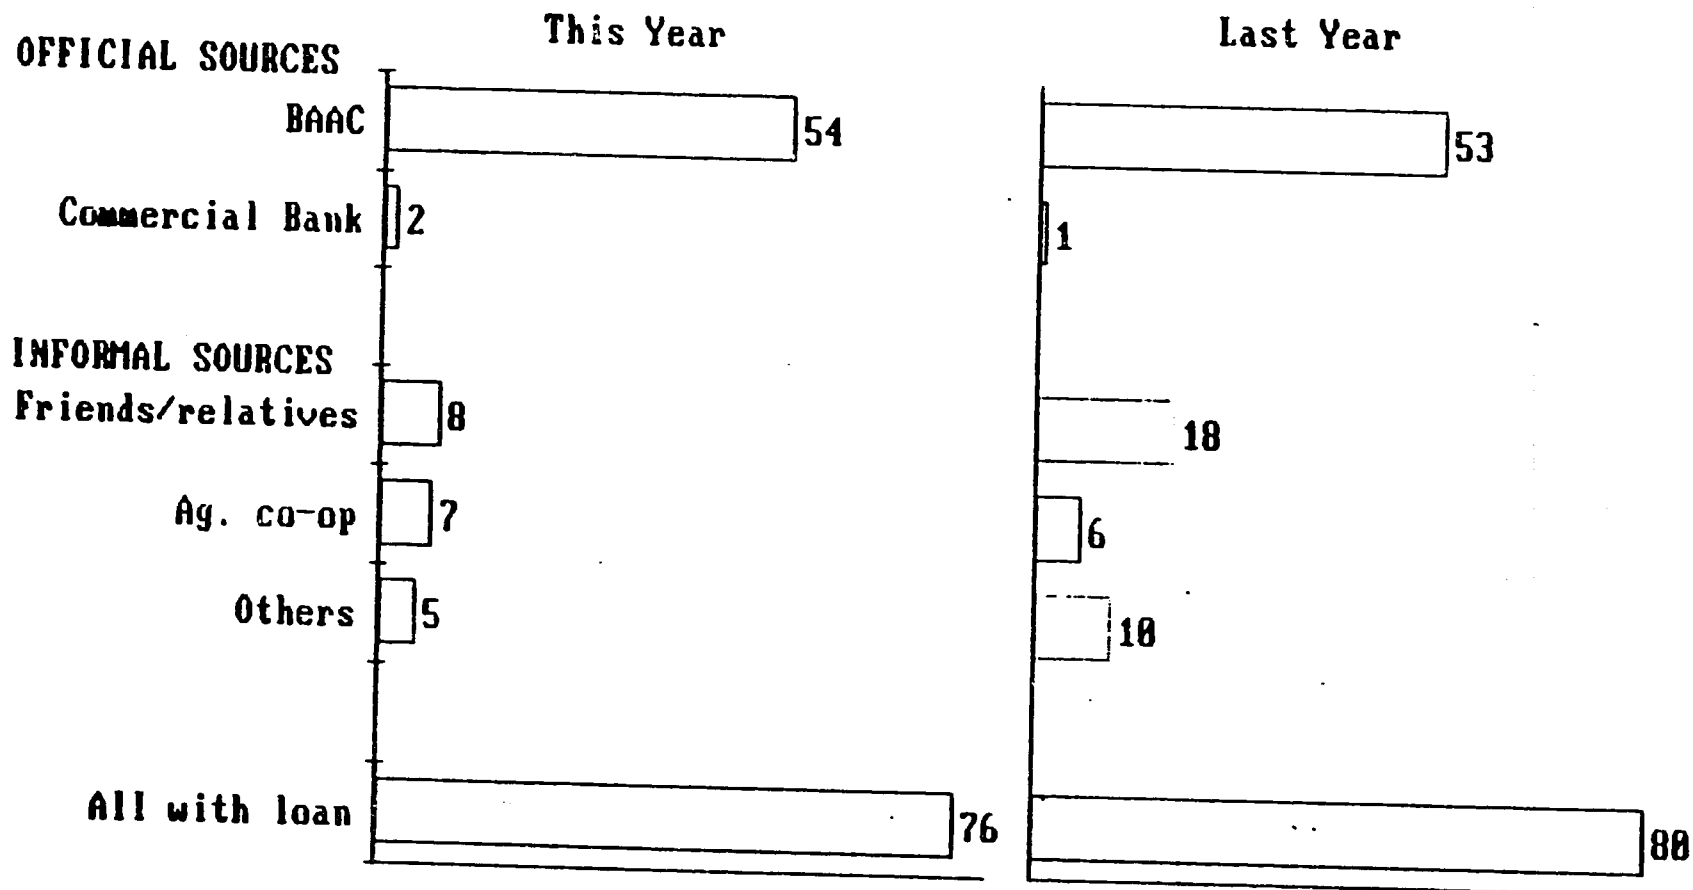 This Year
Last Year
OFFICIAL SOURCES
BAAC
54
53
Commercial Bank
2
1
INFORMAL SOURCES
Friends/relatives
8
18
Ag. co-op
7
6
Others
5
10
All with loan
76
80